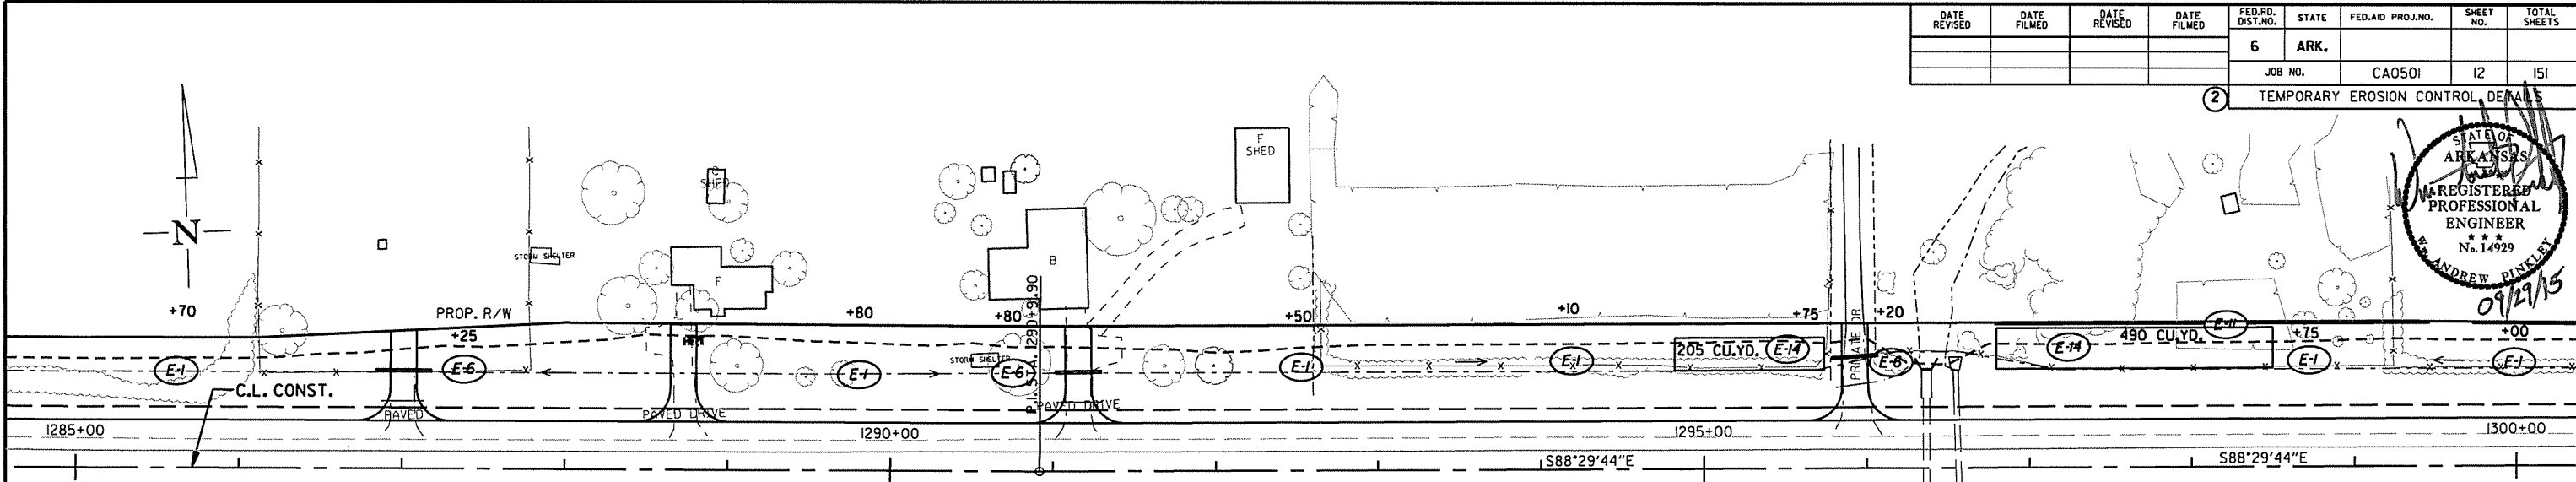 DATE REVISED
DATE FILMED
DATE REVISED
DATE FILMED
FED.RD. DIST.NO.
STATE
FED.AID PROJ.NO.
SHEET NO.
TOTAL SHEETS
6
ARK.
JOB NO.
CA0501
12
151
2
TEMPORARY EROSION CONTROL DETAILS
STATE OF
ARKANSAS
REGISTERED
PROFESSIONAL
ENGINEER
* * *
No. 14929
Wm. ANDREW PINKLEY
09/29/15
N
F
SHED
C
SHED
STORM SHELTER
F
B
STORM SHELTER
P.I. STA. 1290+91.90
+70
PROP. R/W
+25
+80
+80
+50
+10
+75
+20
+75
+00
E-1
E-6
E-1
E-6
E-1
E-1
205 CU.YD.
E-14
E-6
E-14
490 CU.YD.
E-11
E-1
E-1
C.L. CONST.
PAVED
PAVED DRIVE
PAVED DRIVE
PRIVATE DR
1285+00
1290+00
1295+00
1300+00
S88°29'44"E
S88°29'44"E